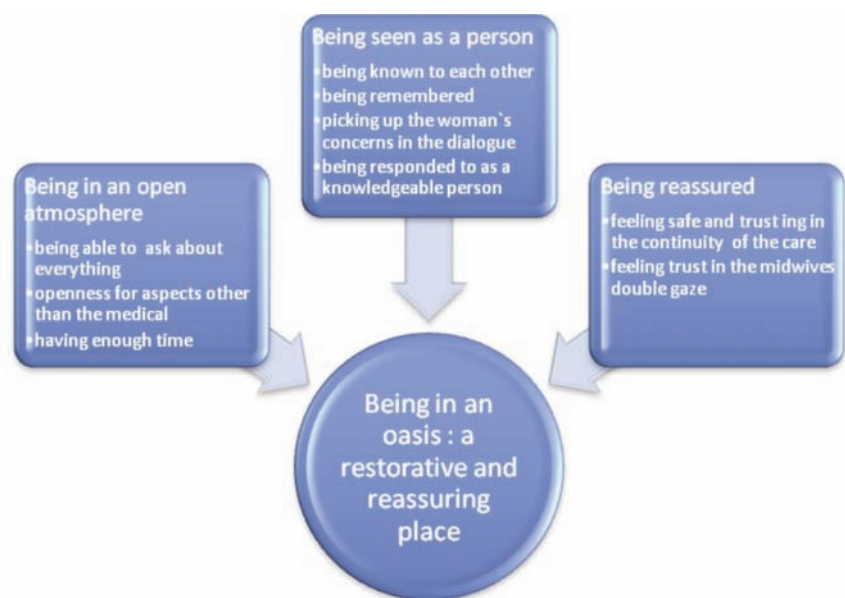 Being seen as a person
•being known to each other
•being remembered
•picking up the woman`s
concerns in the dialogue
•being responded to as a
knowledgeable person
Being in an open
atmosphere
•being able to ask about
everything
•openness for aspects other
than the medical
•having enough time
Being reassured
•feeling safe and trust ing in
the continuity of the care
•feeling trust in the midwives
double gaze
Being in an
oasis : a
restorative and
reassuring
place